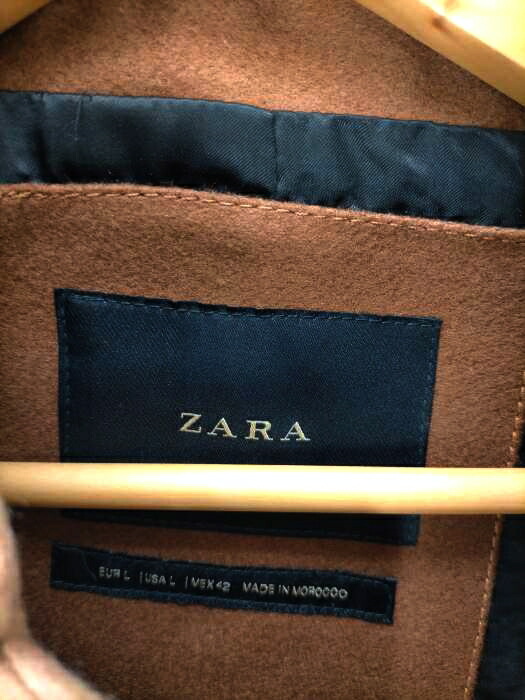 ZARA
EUR L | USA L | MEX 42 MADE IN MOROCCO